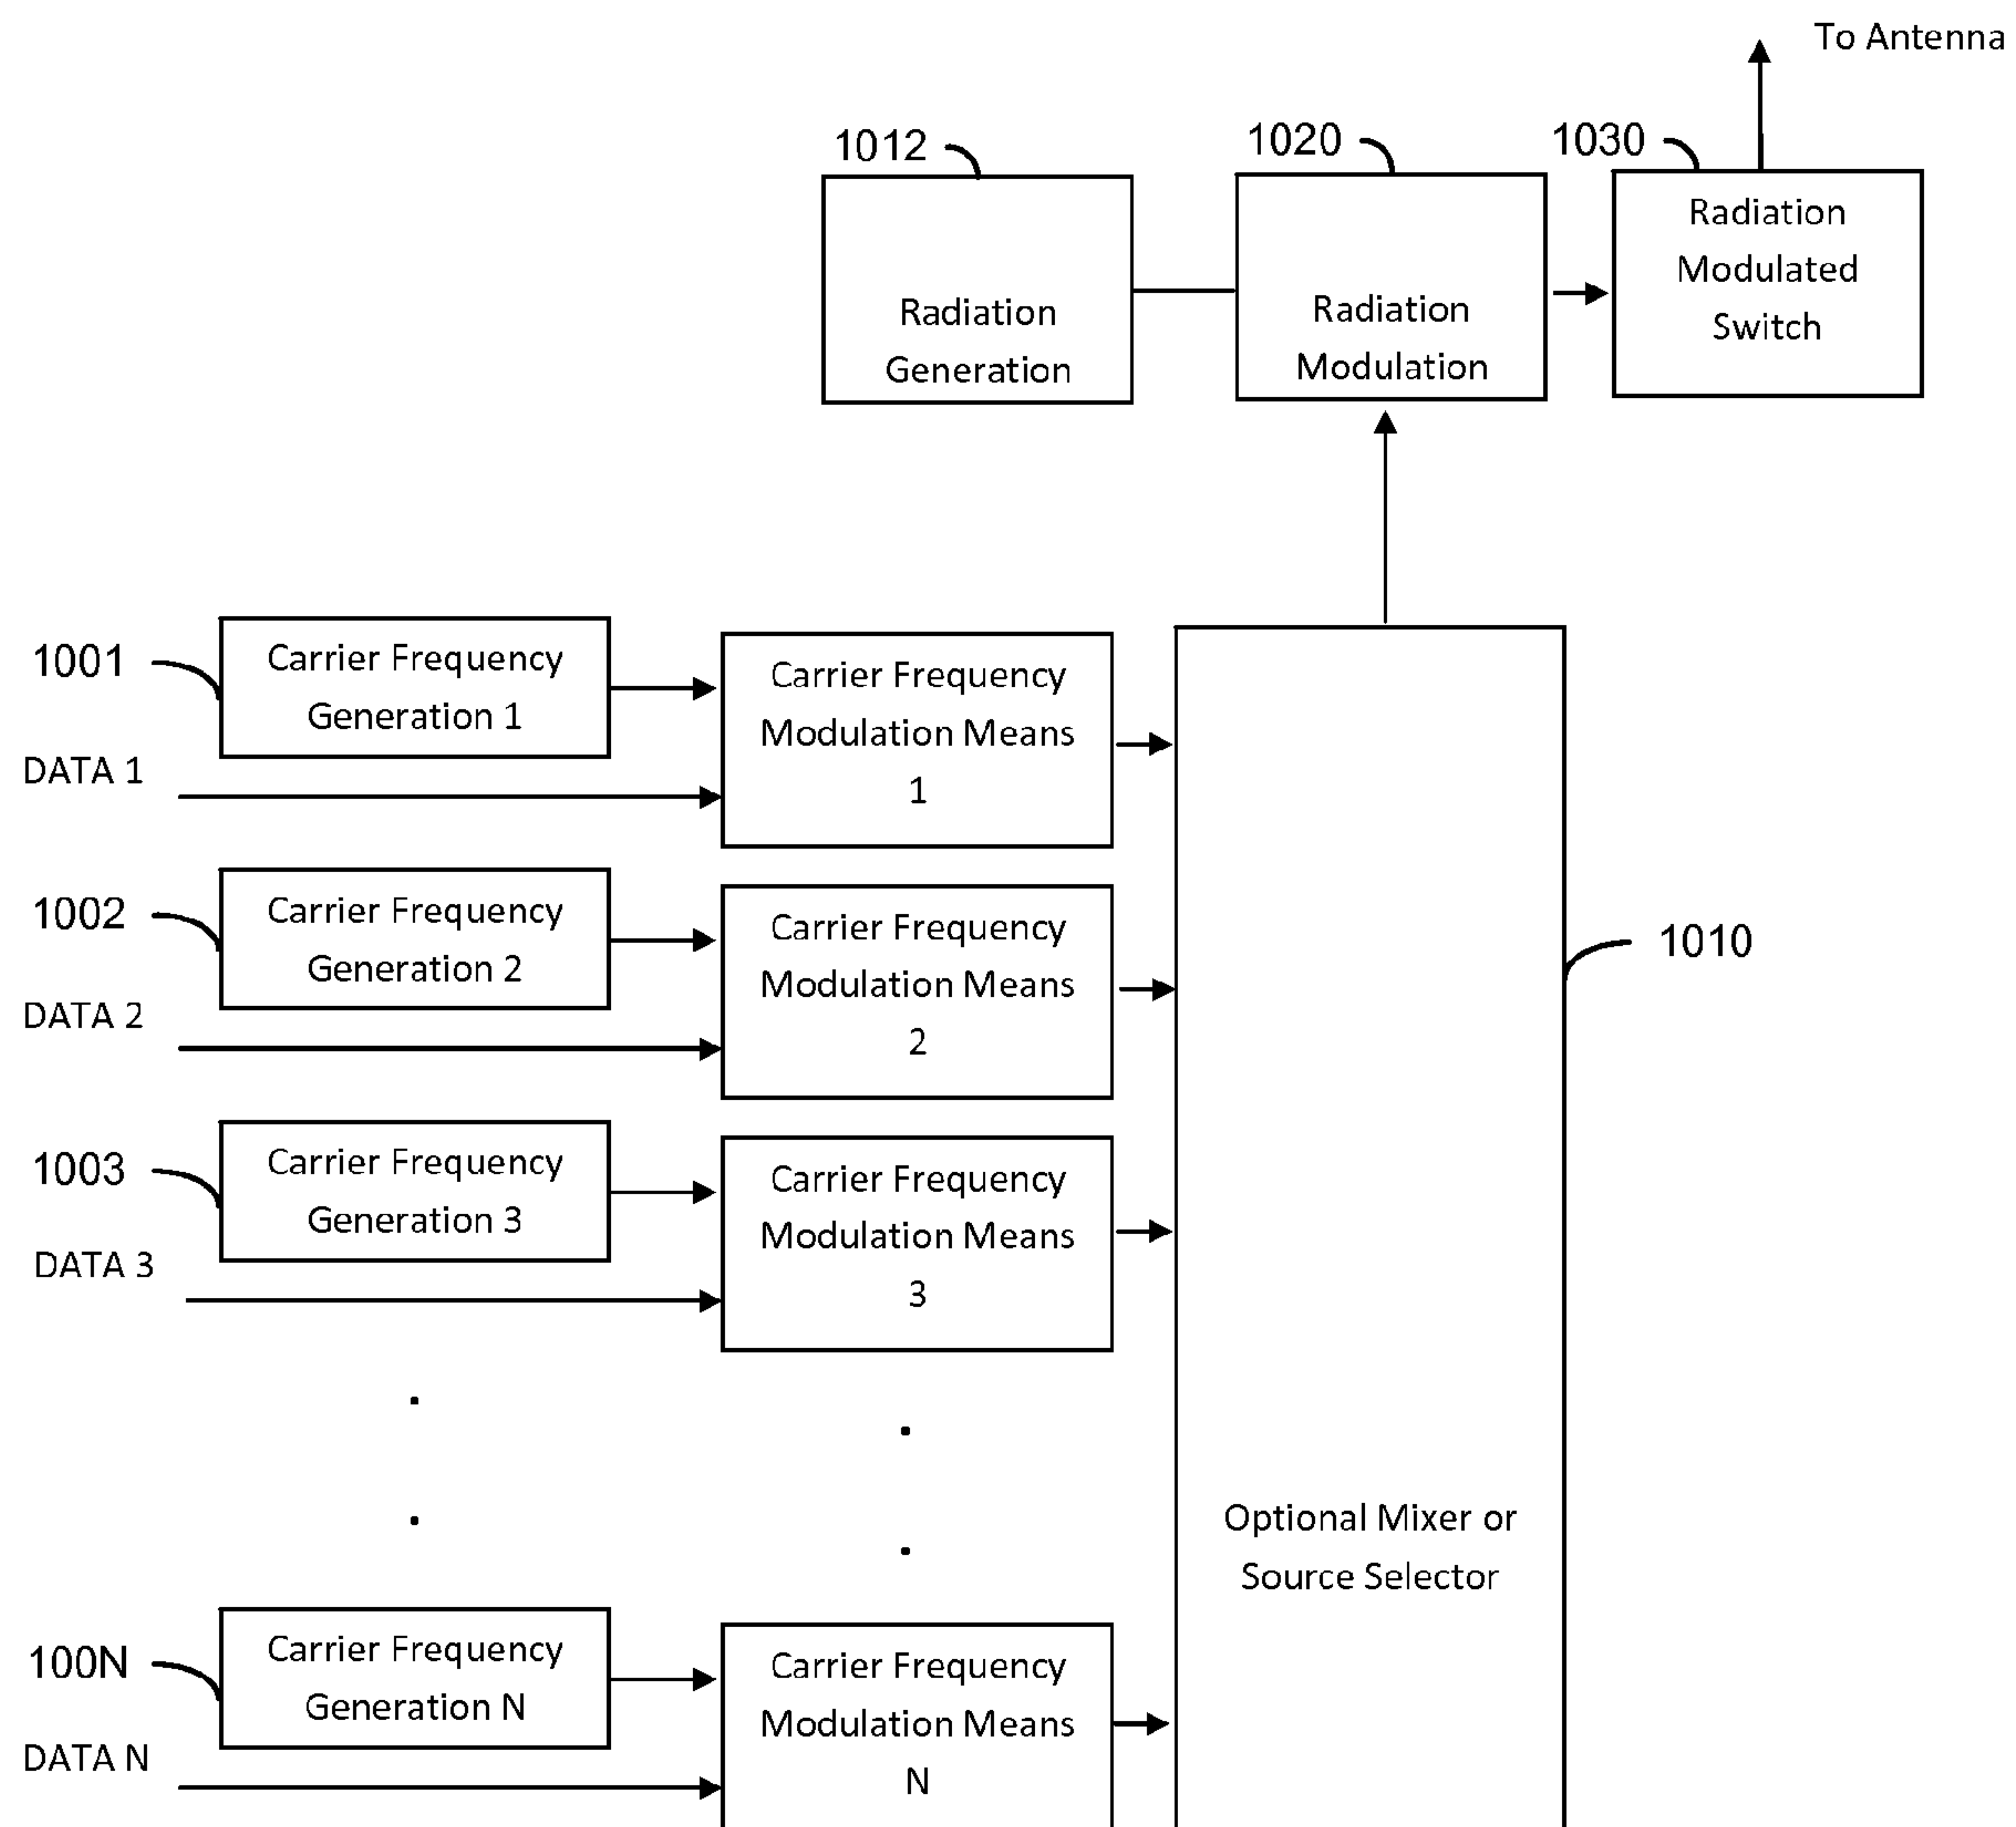 To Antenna
1012
1020
1030
Radiation
Generation
Radiation
Modulation
Radiation
Modulated
Switch
1001
Carrier Frequency
Generation 1
DATA 1
Carrier Frequency
Modulation Means
1
1002
Carrier Frequency
Generation 2
DATA 2
Carrier Frequency
Modulation Means
2
1010
1003
Carrier Frequency
Generation 3
DATA 3
Carrier Frequency
Modulation Means
3
Optional Mixer or
Source Selector
100N
Carrier Frequency
Generation N
DATA N
Carrier Frequency
Modulation Means
N